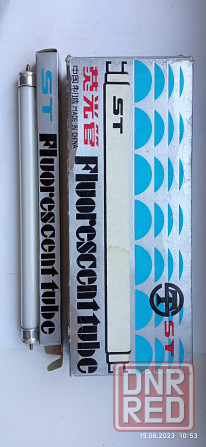 ST
Fluorescent tube
荧光管
中国制造 MADE IN CHINA
ST
Fluorescent tube
ST
DNR
RED
15.06.2023 10:53